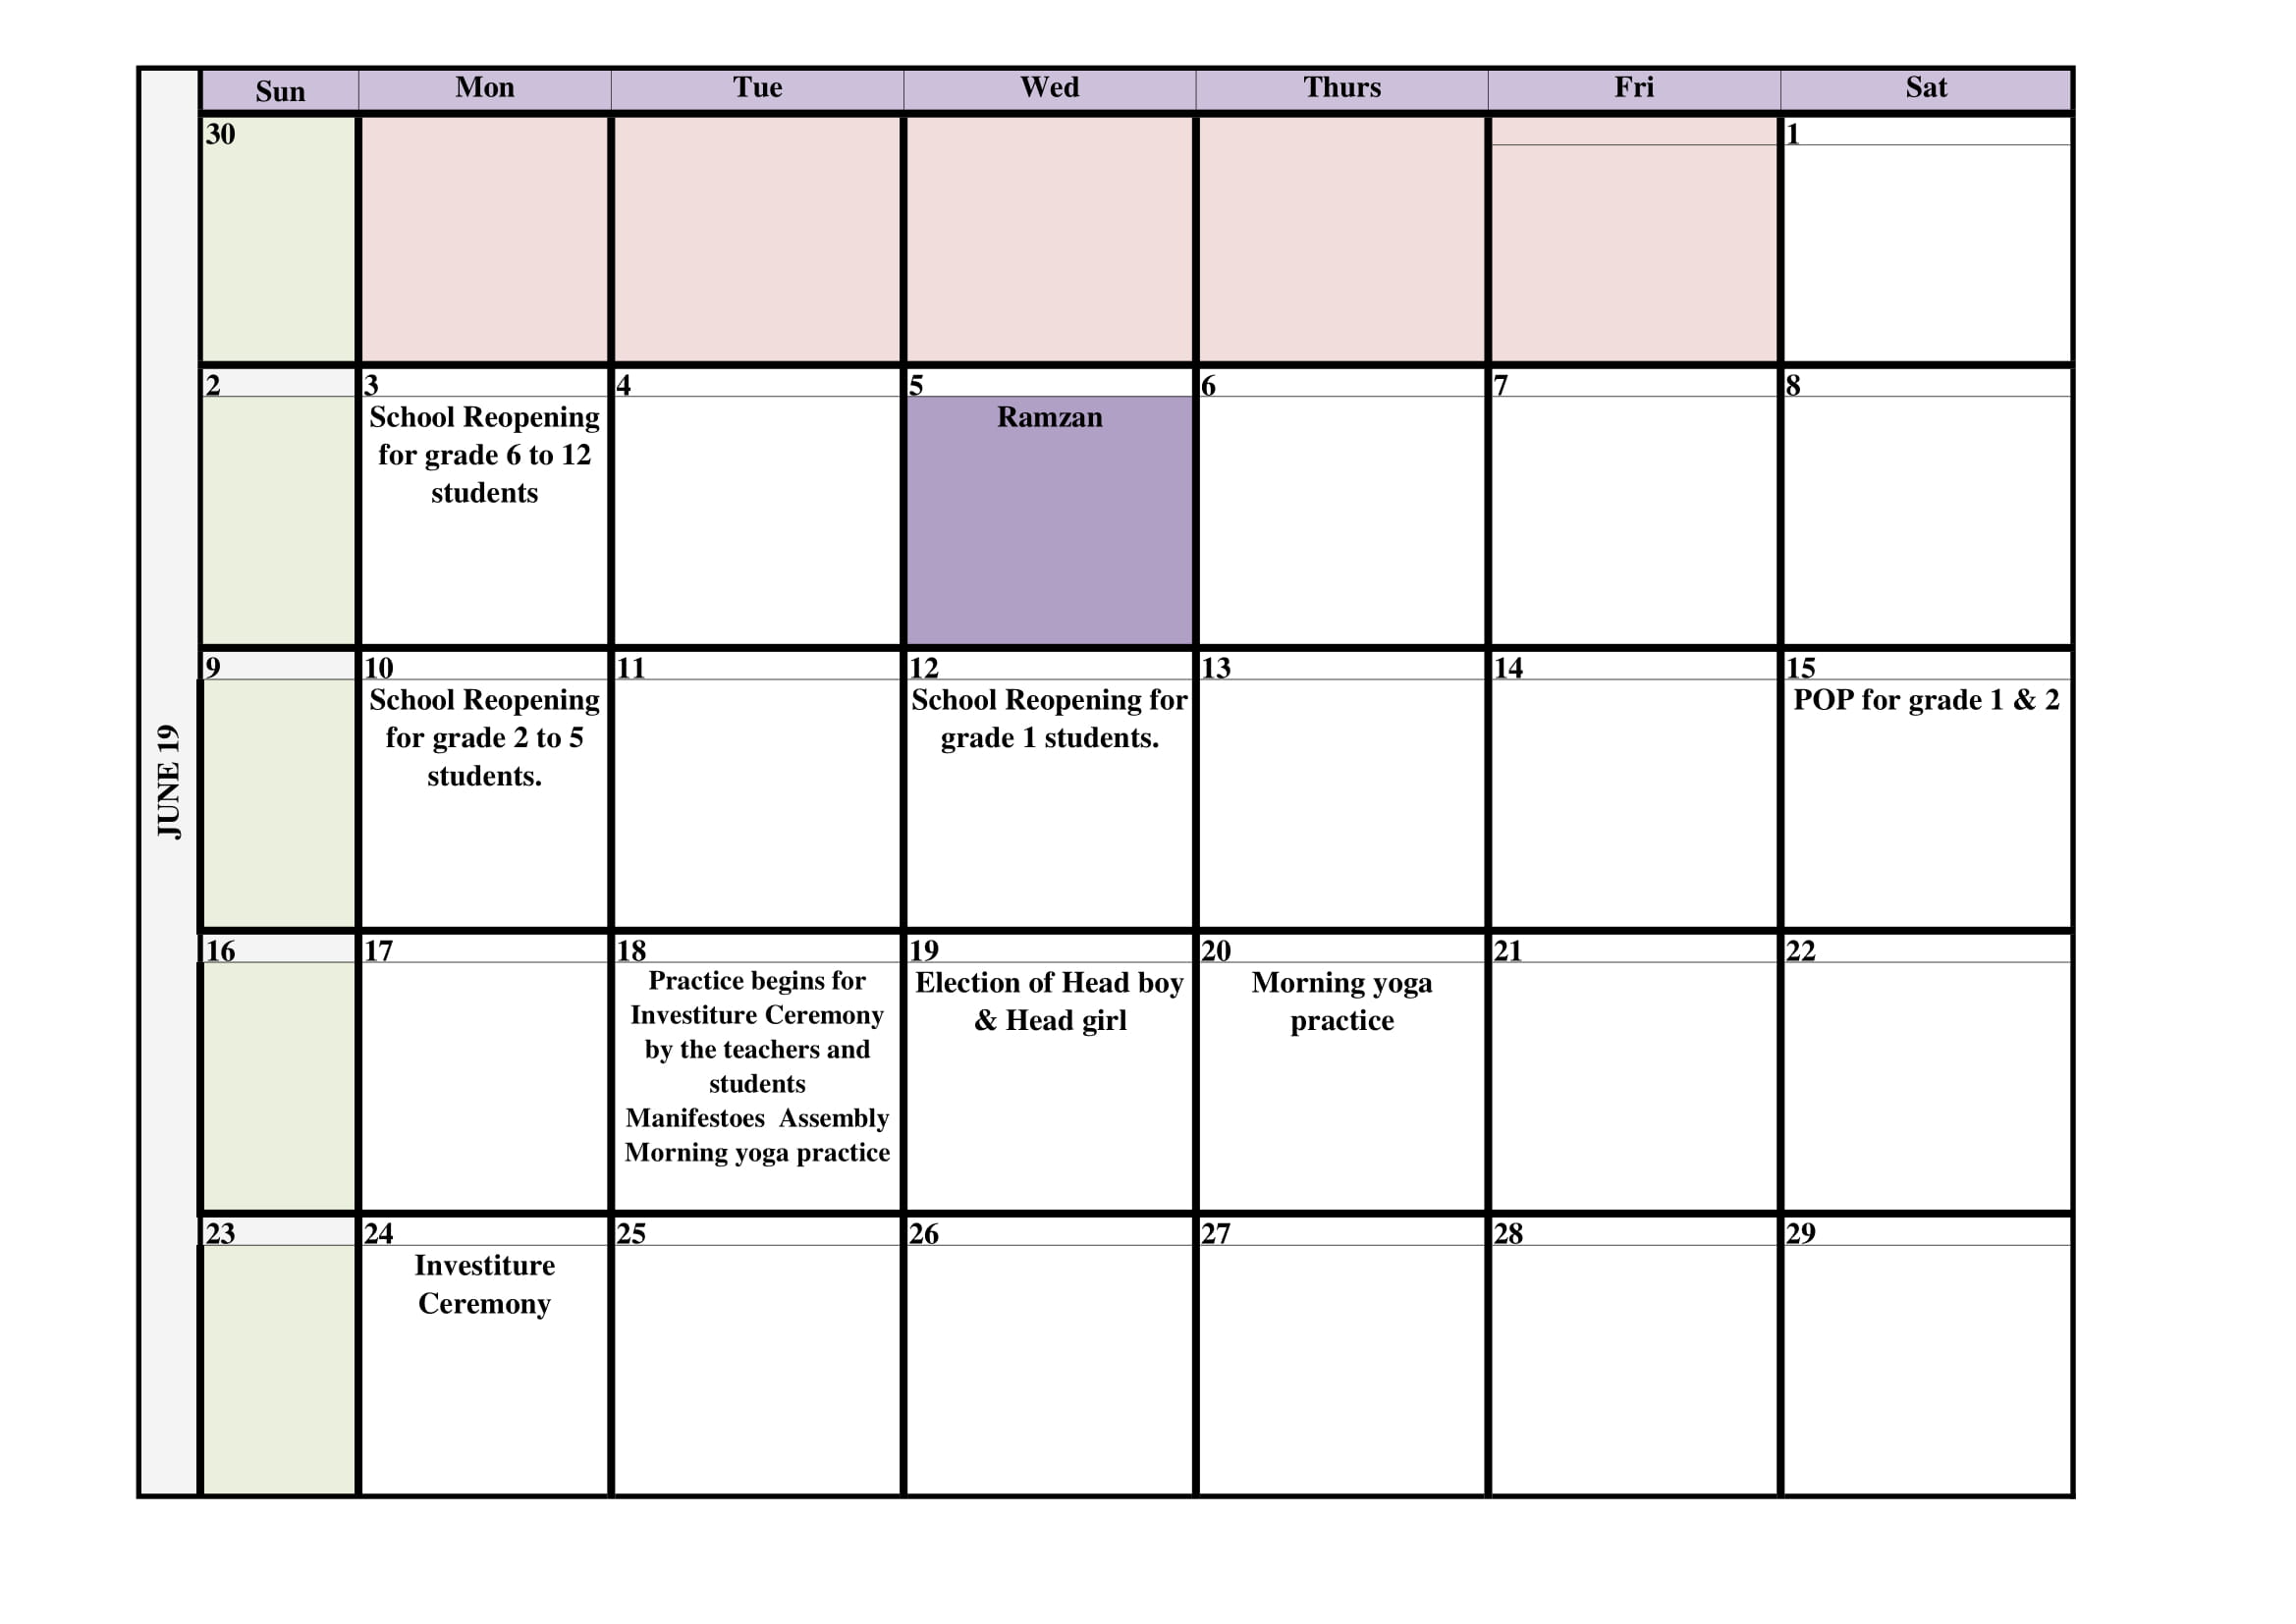 JUNE 19
Sun Mon Tue Wed Thurs Fri Sat
30 1
2 3 4 5 6 7 8
School Reopening
for grade 6 to 12
students
Ramzan
9 10 11 12 13 14 15
School Reopening
for grade 2 to 5
students.
School Reopening for
grade 1 students.
POP for grade 1 & 2
16 17 18 19 20 21 22
Practice begins for
Investiture Ceremony
by the teachers and
students
Manifestoes  Assembly
Morning yoga practice
Election of Head boy
& Head girl
Morning yoga
practice
23 24 25 26 27 28 29
Investiture
Ceremony